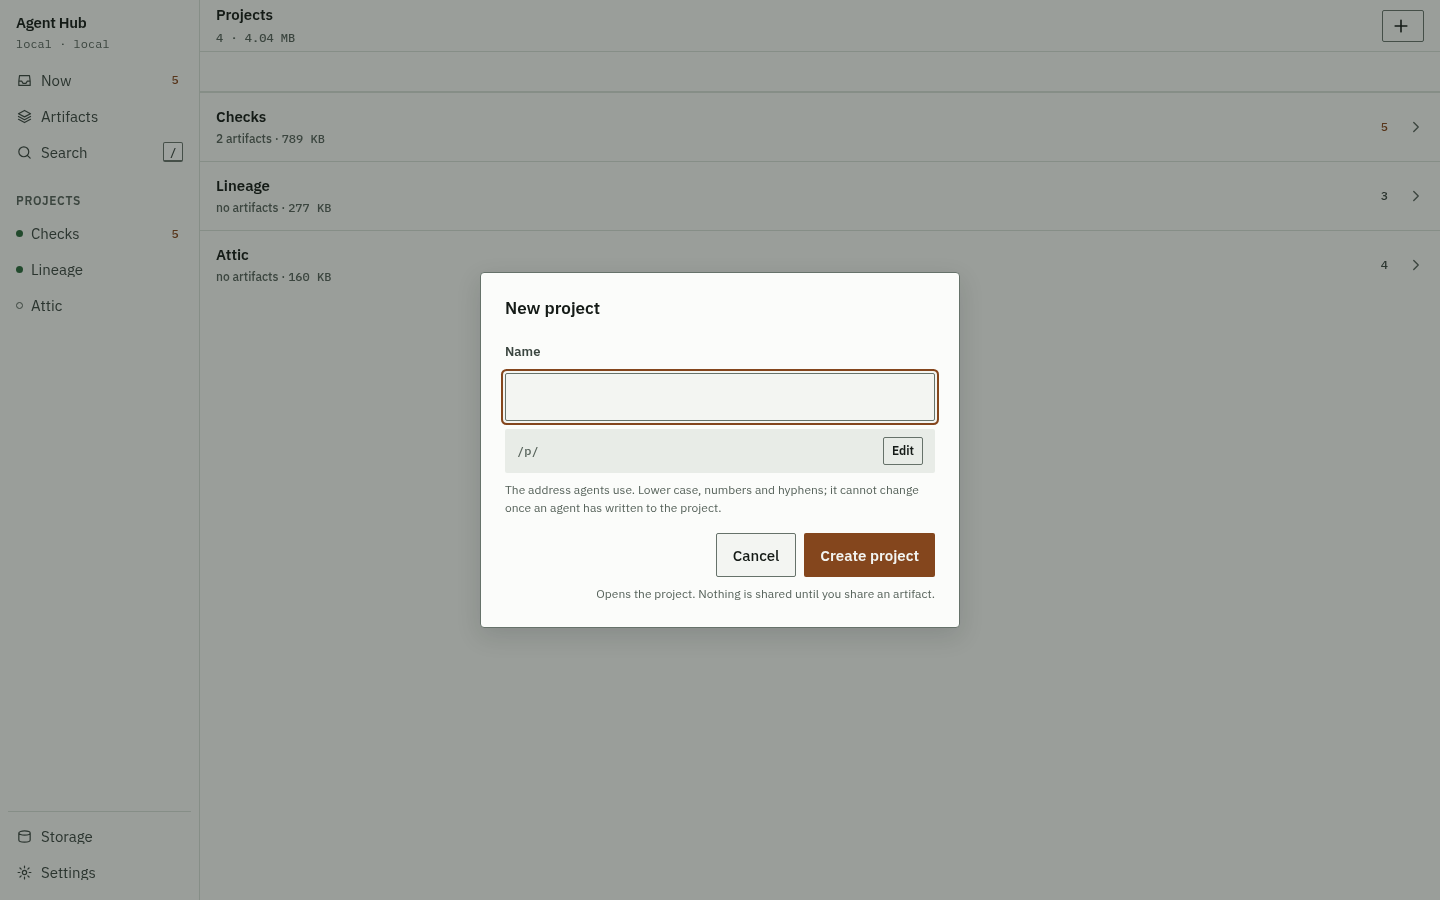 Agent Hub
local · local
Now 5
Artifacts
Search /
PROJECTS
Checks 5
Lineage
Attic
Storage
Settings
Projects
4 · 4.04 MB
Checks
2 artifacts · 789 KB
5
Lineage
no artifacts · 277 KB
3
Attic
no artifacts · 160 KB
4
New project
Name
/p/
Edit
The address agents use. Lower case, numbers and hyphens; it cannot change
once an agent has written to the project.
Cancel
Create project
Opens the project. Nothing is shared until you share an artifact.